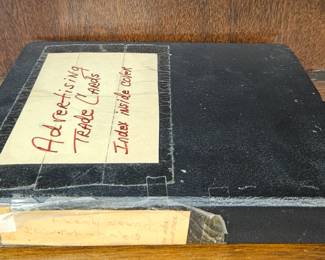 Advertising
TRADE CARDS
Index inside cover